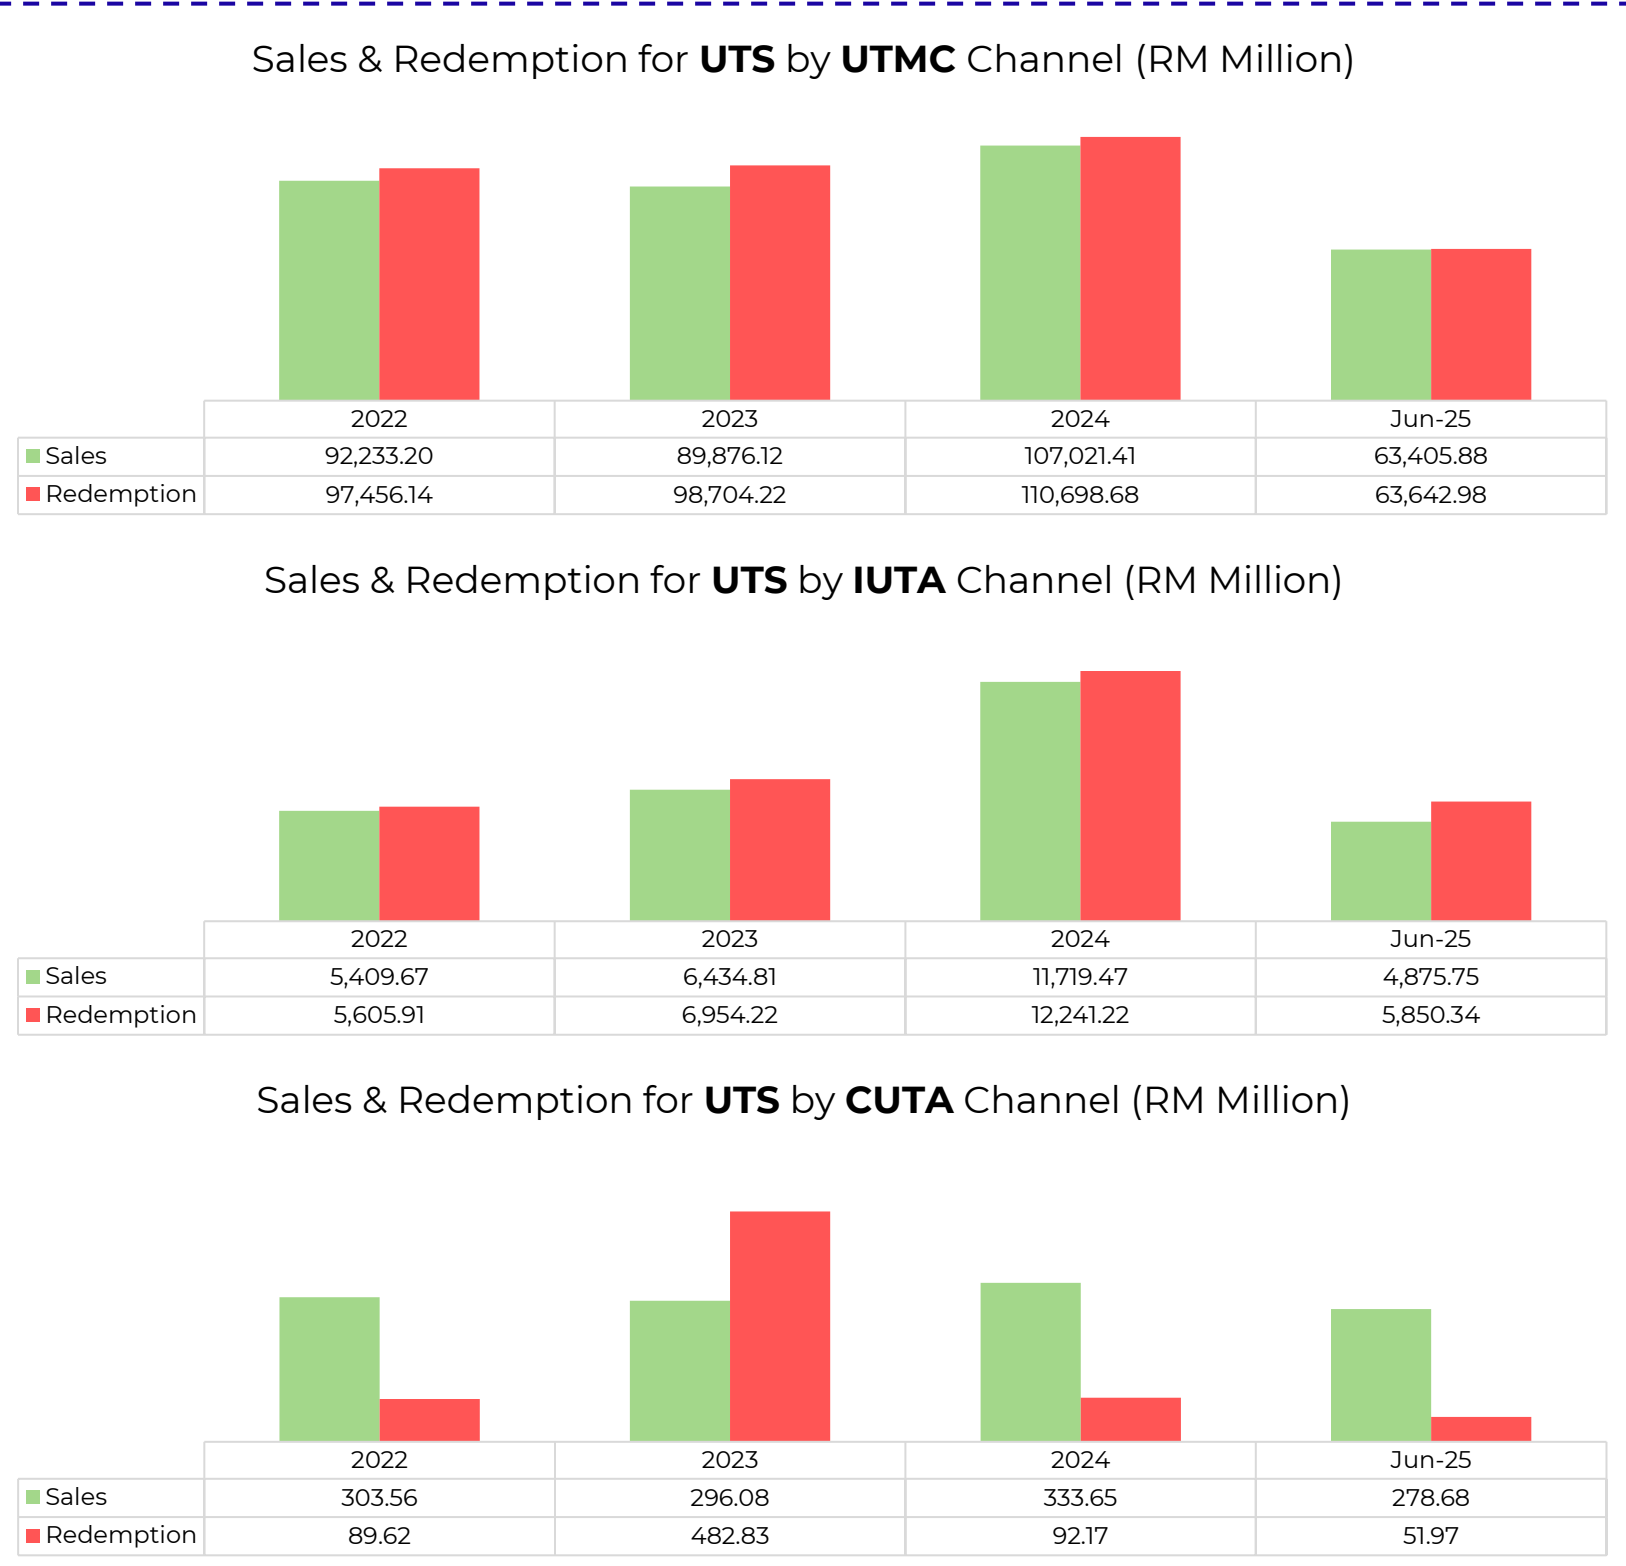 Sales & Redemption for UTS by UTMC Channel (RM Million)
2022 2023 2024 Jun-25
Sales 92,233.20 89,876.12 107,021.41 63,405.88
Redemption 97,456.14 98,704.22 110,698.68 63,642.98
Sales & Redemption for UTS by IUTA Channel (RM Million)
2022 2023 2024 Jun-25
Sales 5,409.67 6,434.81 11,719.47 4,875.75
Redemption 5,605.91 6,954.22 12,241.22 5,850.34
Sales & Redemption for UTS by CUTA Channel (RM Million)
2022 2023 2024 Jun-25
Sales 303.56 296.08 333.65 278.68
Redemption 89.62 482.83 92.17 51.97